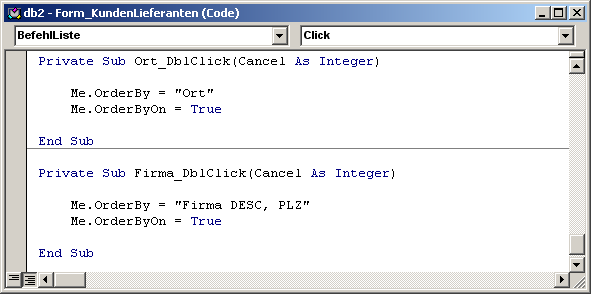 db2 - Form_KundenLieferanten (Code)
BefehlListe Click
Private Sub Ort_DblClick(Cancel As Integer)
Me.OrderBy = "Ort"
Me.OrderByOn = True
End Sub
Private Sub Firma_DblClick(Cancel As Integer)
Me.OrderBy = "Firma DESC, PLZ"
Me.OrderByOn = True
End Sub